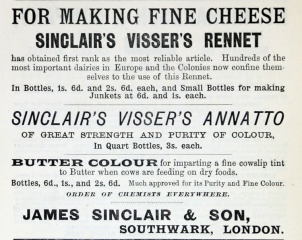 FOR MAKING FINE CHEESE
SINCLAIR'S VISSER'S RENNET
has obtained first rank as the most reliable article. Hundreds of
the most important dairies in Europe and the Colonies now confine them-
selves to the use of this Rennet.
In Bottles, 1s. 6d. and 2s. 6d. each, and Small Bottles for making
Junkets at 6d. and 1s. each.
SINCLAIR'S VISSER'S ANNATTO
OF GREAT STRENGTH AND PURITY OF COLOUR,
In Quart Bottles, 3s. each.
BUTTER COLOUR for imparting a fine cowslip tint
to Butter when cows are feeding on dry foods.
Bottles, 6d., 1s., and 2s. 6d. Much approved for its Purity and Fine Colour.
ORDER OF CHEMISTS EVERYWHERE.
JAMES SINCLAIR & SON,
SOUTHWARK, LONDON.